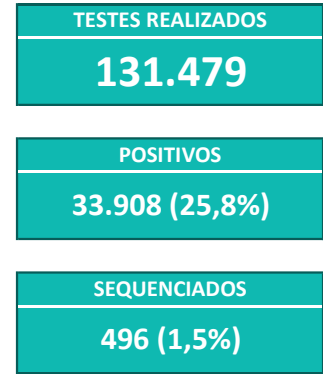 TESTES REALIZADOS
131.479
POSITIVOS
33.908 (25,8%)
SEQUENCIADOS
496 (1,5%)